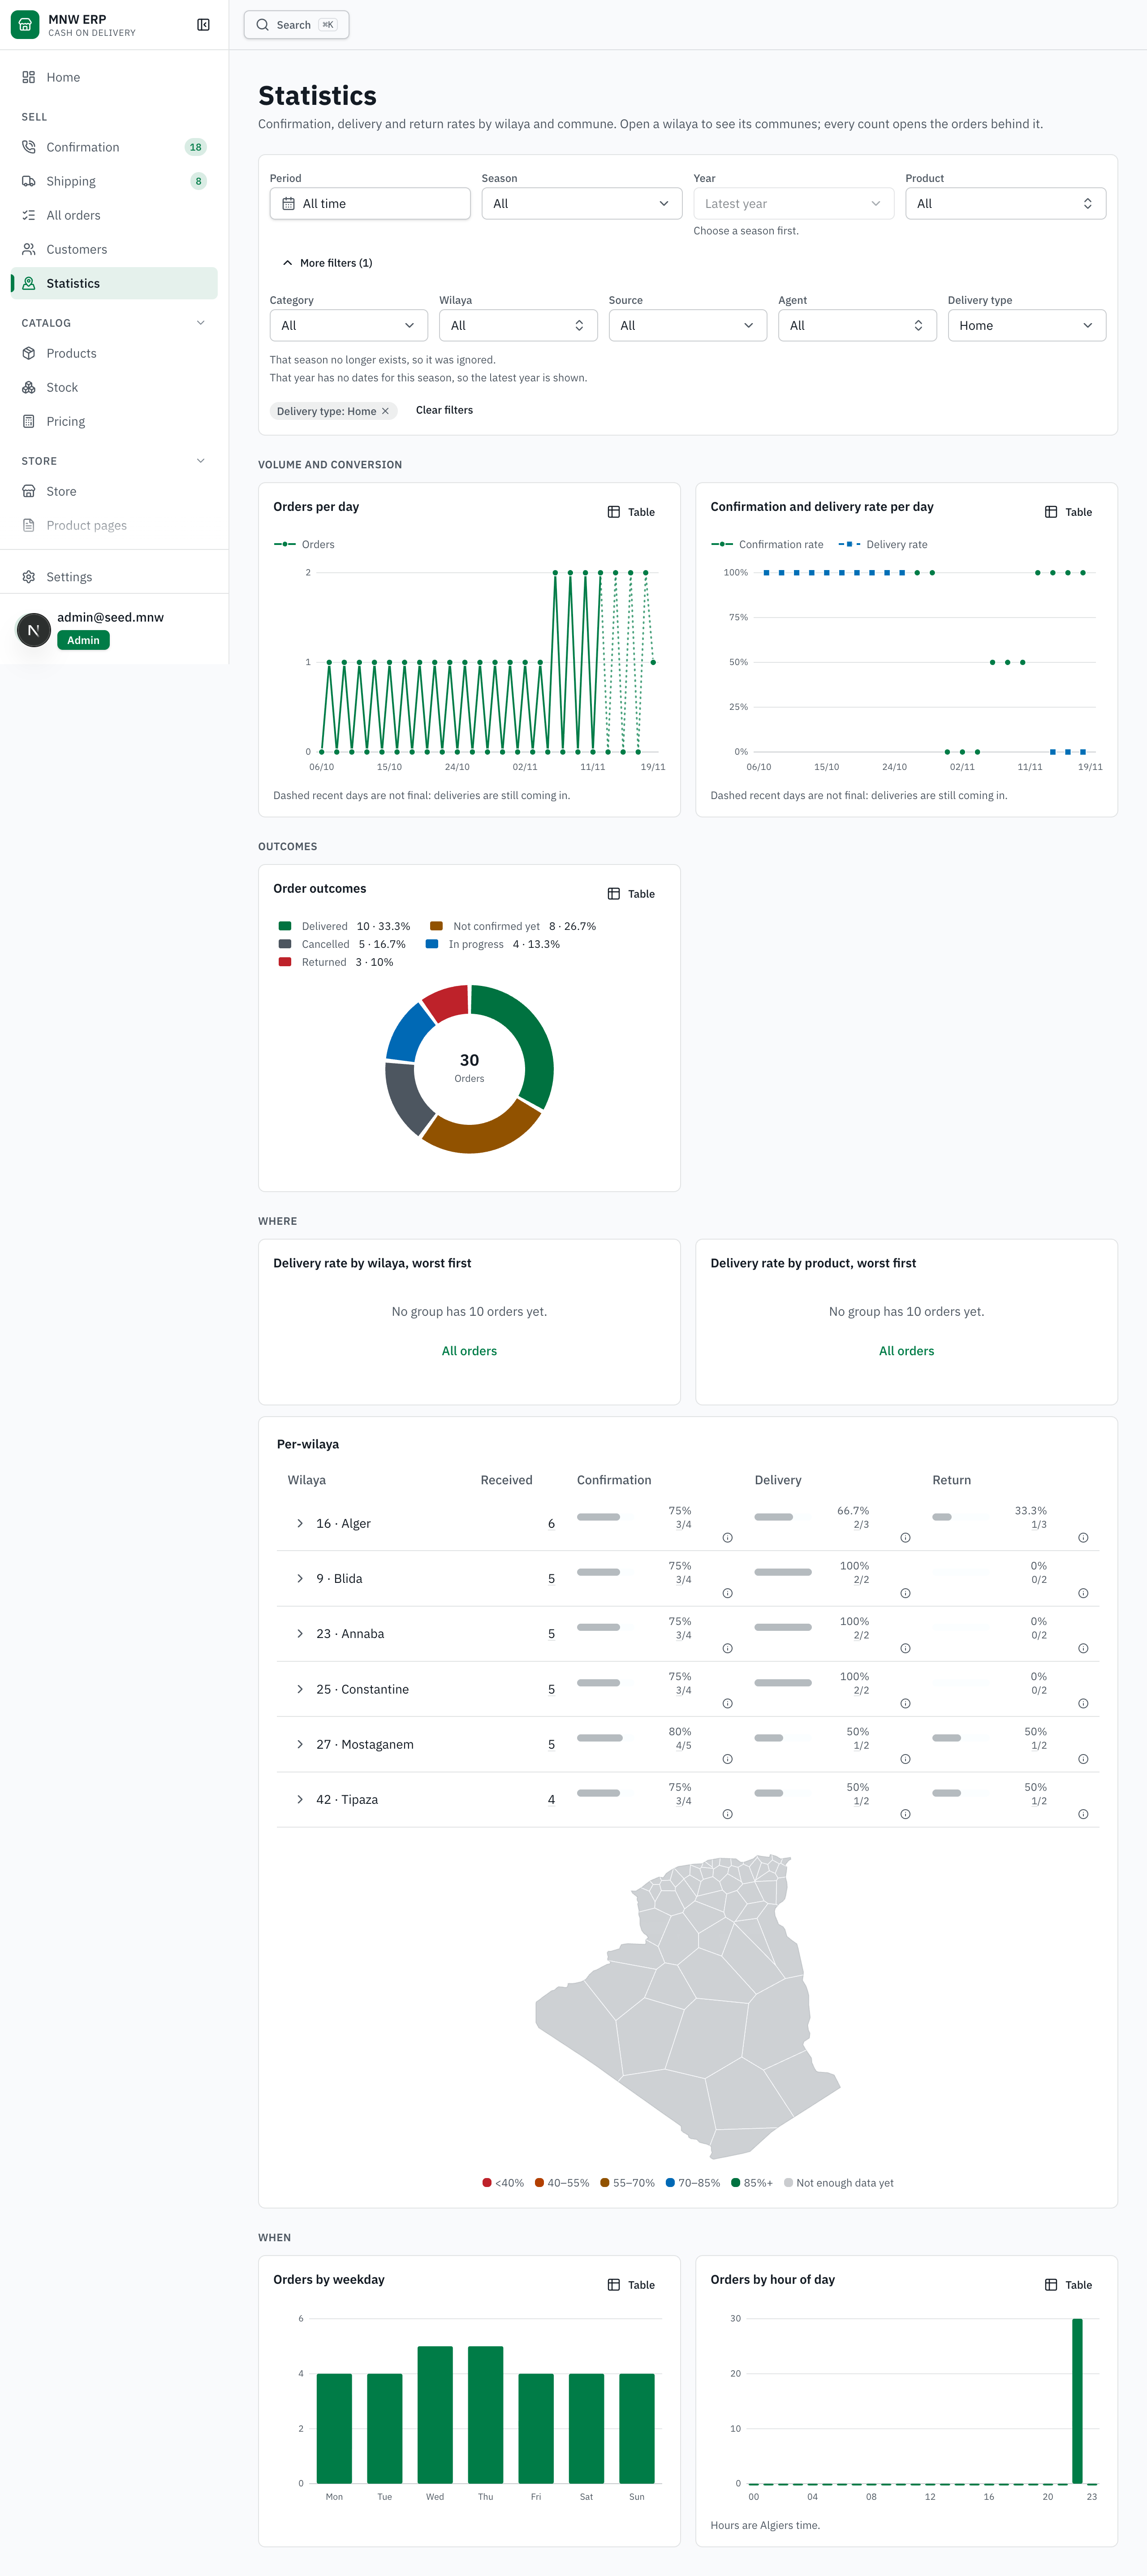 MNW ERP
CASH ON DELIVERY
Search ⌘K
Home
SELL
Confirmation 18
Shipping 8
All orders
Customers
Statistics
CATALOG
Products
Stock
Pricing
STORE
Store
Product pages
Settings
N
admin@seed.mnw
Admin
Statistics
Confirmation, delivery and return rates by wilaya and commune. Open a wilaya to see its communes; every count opens the orders behind it.
Period Season Year Product
All time All Latest year All
Choose a season first.
More filters (1)
Category Wilaya Source Agent Delivery type
All All All All Home
That season no longer exists, so it was ignored.
That year has no dates for this season, so the latest year is shown.
Delivery type: Home × Clear filters
VOLUME AND CONVERSION
Orders per day Table
Orders
2
1
0
06/10 15/10 24/10 02/11 11/11 19/11
Dashed recent days are not final: deliveries are still coming in.
Confirmation and delivery rate per day Table
Confirmation rate Delivery rate
100%
75%
50%
25%
0%
06/10 15/10 24/10 02/11 11/11 19/11
Dashed recent days are not final: deliveries are still coming in.
OUTCOMES
Order outcomes Table
Delivered 10 · 33.3% Not confirmed yet 8 · 26.7%
Cancelled 5 · 16.7% In progress 4 · 13.3%
Returned 3 · 10%
30
Orders
WHERE
Delivery rate by wilaya, worst first
No group has 10 orders yet.
All orders
Delivery rate by product, worst first
No group has 10 orders yet.
All orders
Per-wilaya
Wilaya Received Confirmation Delivery Return
16 · Alger 6 75% 3/4 66.7% 2/3 33.3% 1/3
9 · Blida 5 75% 3/4 100% 2/2 0% 0/2
23 · Annaba 5 75% 3/4 100% 2/2 0% 0/2
25 · Constantine 5 75% 3/4 100% 2/2 0% 0/2
27 · Mostaganem 5 80% 4/5 50% 1/2 50% 1/2
42 · Tipaza 4 75% 3/4 50% 1/2 50% 1/2
<40% 40–55% 55–70% 70–85% 85%+ Not enough data yet
WHEN
Orders by weekday Table
6
4
2
0
Mon Tue Wed Thu Fri Sat Sun
Orders by hour of day Table
30
20
10
0
00 04 08 12 16 20 23
Hours are Algiers time.